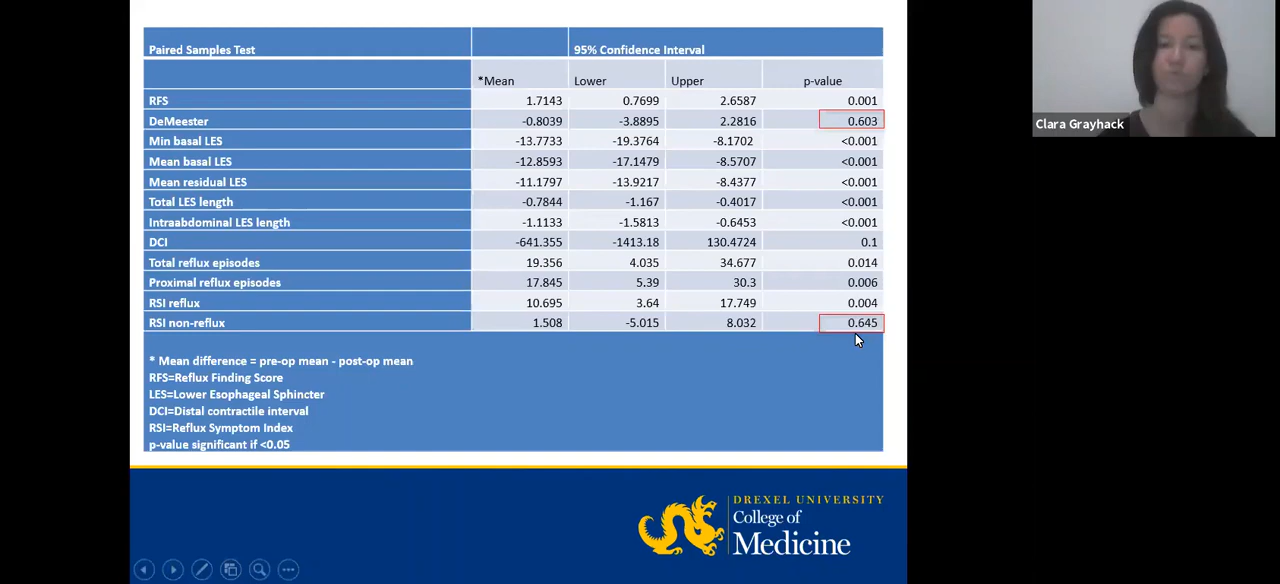 Paired Samples Test 95% Confidence Interval
*Mean Lower Upper p-value
RFS 1.7143 0.7699 2.6587 0.001
DeMeester -0.8039 -3.8895 2.2816 0.603
Min basal LES -13.7733 -19.3764 -8.1702 <0.001
Mean basal LES -12.8593 -17.1479 -8.5707 <0.001
Mean residual LES -11.1797 -13.9217 -8.4377 <0.001
Total LES length -0.7844 -1.167 -0.4017 <0.001
Intraabdominal LES length -1.1133 -1.5813 -0.6453 <0.001
DCI -641.355 -1413.18 130.4724 0.1
Total reflux episodes 19.356 4.035 34.677 0.014
Proximal reflux episodes 17.845 5.39 30.3 0.006
RSI reflux 10.695 3.64 17.749 0.004
RSI non-reflux 1.508 -5.015 8.032 0.645
* Mean difference = pre-op mean - post-op mean
RFS=Reflux Finding Score
LES=Lower Esophageal Sphincter
DCI=Distal contractile interval
RSI=Reflux Symptom Index
p-value significant if <0.05
DREXEL UNIVERSITY
College of
Medicine
Clara Grayhack